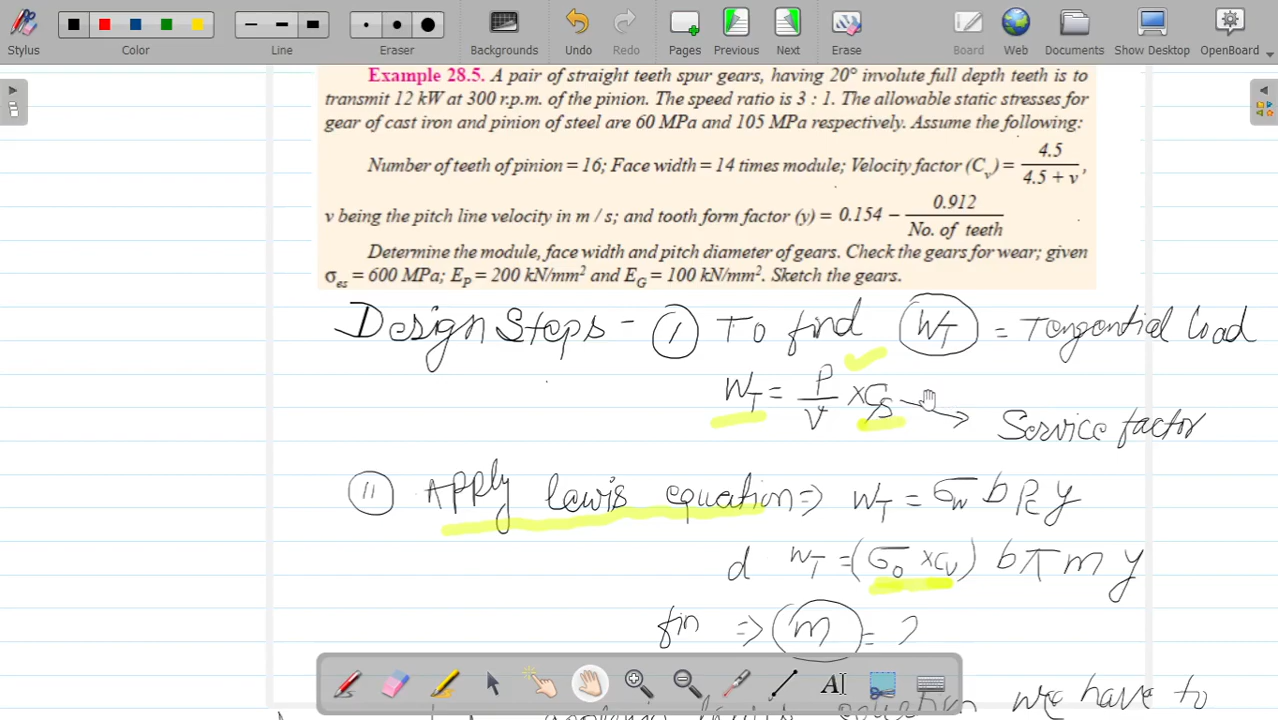 Stylus Color Line Eraser Backgrounds Undo Redo Pages Previous Next Erase Board Web Documents Show Desktop OpenBoard
Example 28.5. A pair of straight teeth spur gears, having 20° involute full depth teeth is to
transmit 12 kW at 300 r.p.m. of the pinion. The speed ratio is 3 : 1. The allowable static stresses for
gear of cast iron and pinion of steel are 60 MPa and 105 MPa respectively. Assume the following:
Number of teeth of pinion = 16; Face width = 14 times module; Velocity factor (Cv) = 4.5 / 4.5 + v,
v being the pitch line velocity in m / s; and tooth form factor (y) = 0.154 – 0.912 / No. of teeth
Determine the module, face width and pitch diameter of gears. Check the gears for wear; given
σes = 600 MPa; EP = 200 kN/mm² and EG = 100 kN/mm². Sketch the gears.
Design Steps - I To find WT = Tangential load
WT = P / v × CS → Service factor
II Apply lewis equation ⇒ WT = σw b Pc y
d WT = (σo × Cv) b π m y
fin ⇒ m = ?
applying lewis equation we have to